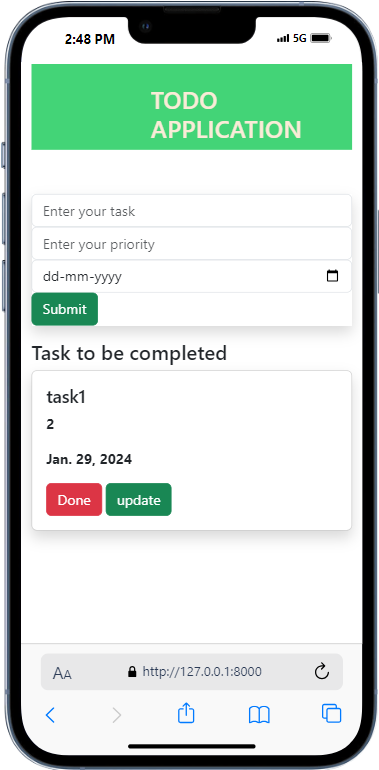 2:48 PM 5G
TODO
APPLICATION
Enter your task
Enter your priority
dd-mm-yyyy
Submit
Task to be completed
task1
2
Jan. 29, 2024
Done update
AA http://127.0.0.1:8000